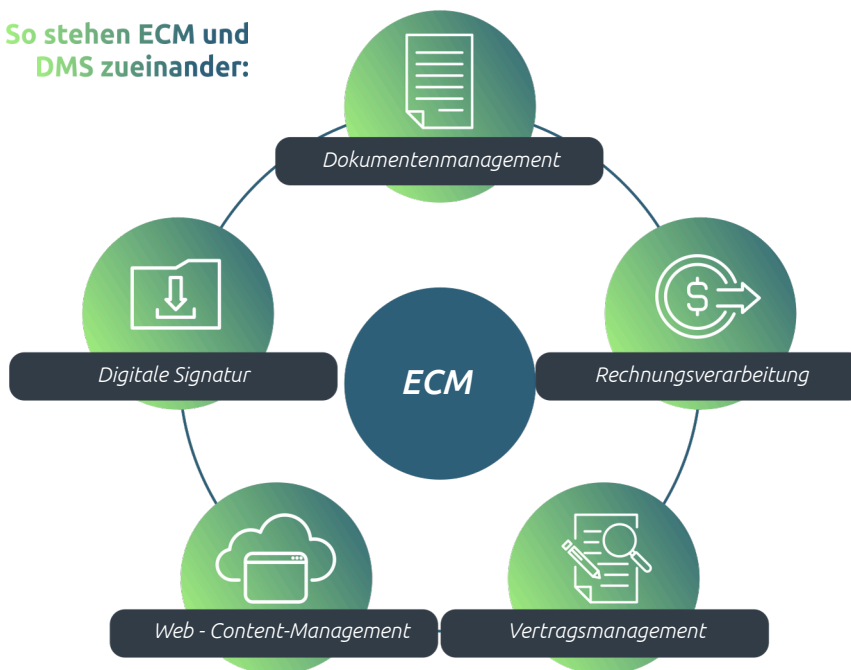 So stehen ECM und
DMS zueinander:
Dokumentenmanagement
Digitale Signatur
ECM
Rechnungsverarbeitung
Web - Content-Management
Vertragsmanagement